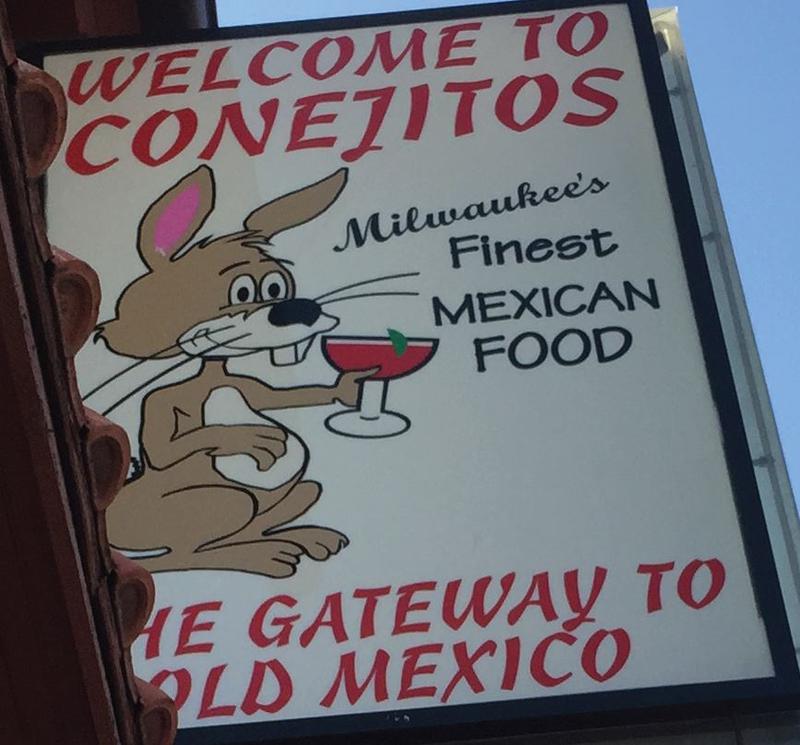 WELCOME TO
CONEJITOS
Milwaukee's
Finest
MEXICAN
FOOD
HE GATEWAY TO
OLD MEXICO